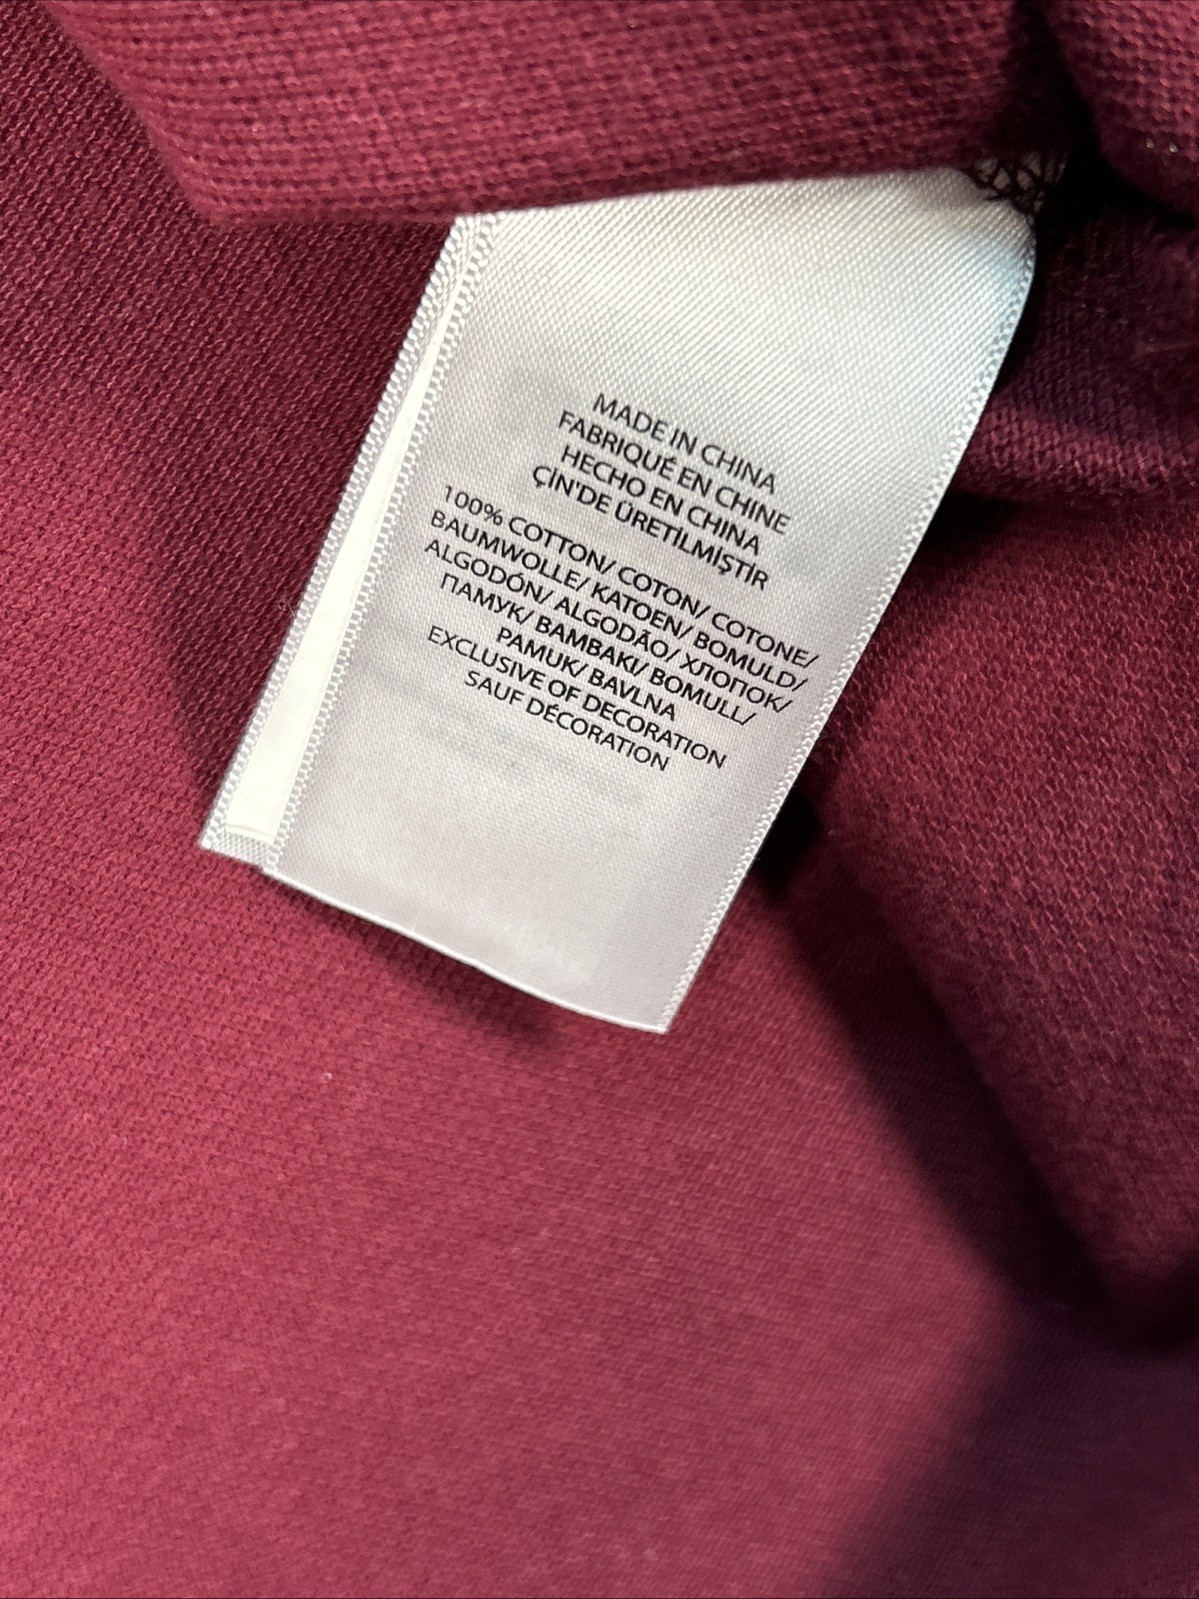 MADE IN CHINA
FABRIQUÉ EN CHINE
HECHO EN CHINA
ÇİN'DE ÜRETİLMİŞTİR
100% COTTON/ COTON/ COTONE/
BAUMWOLLE/ KATOEN/ BOMULD/
ALGODÓN/ ALGODÃO/ ХЛОПОК/
ПАМУК/ ΒΑΜΒΑΚΙ/ BOMULL/
PAMUK/ BAVLNA
EXCLUSIVE OF DECORATION
SAUF DÉCORATION